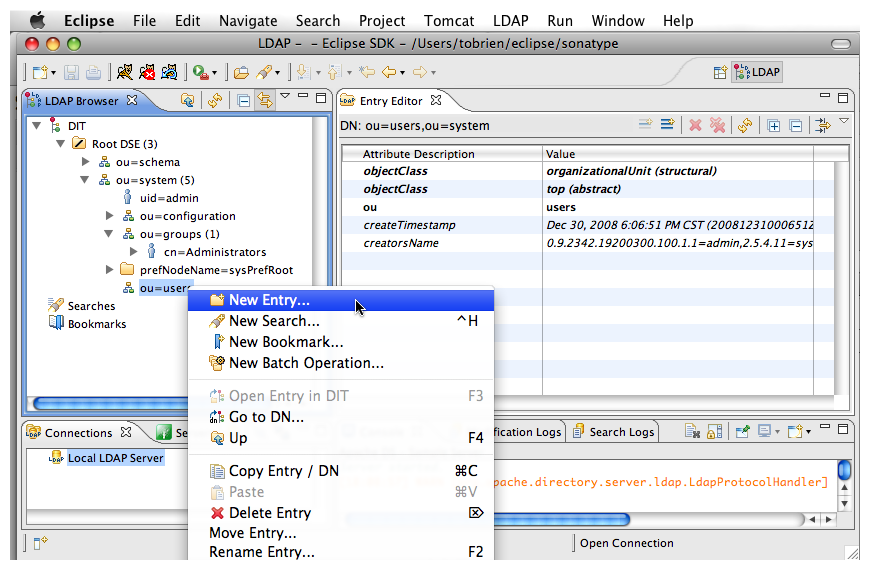 Eclipse File Edit Navigate Search Project Tomcat LDAP Run Window Help
LDAP - - Eclipse SDK - /Users/tobrien/eclipse/sonatype
LDAP
LDAP Browser
Entry Editor
DIT
Root DSE (3)
ou=schema
ou=system (5)
uid=admin
ou=configuration
ou=groups (1)
cn=Administrators
prefNodeName=sysPrefRoot
ou=users
Searches
Bookmarks
DN: ou=users,ou=system
Attribute Description Value
objectClass organizationalUnit (structural)
objectClass top (abstract)
ou users
createTimestamp Dec 30, 2008 6:06:51 PM CST (200812310006512
creatorsName 0.9.2342.19200300.100.1.1=admin,2.5.4.11=sys
New Entry...
New Search... ^H
New Bookmark...
New Batch Operation...
Open Entry in DIT F3
Go to DN...
Up F4
Copy Entry / DN ⌘C
Paste ⌘V
Delete Entry ⌦
Move Entry...
Rename Entry... F2
Connections Se
Local LDAP Server
fication Logs Search Logs
pache.directory.server.ldap.LdapProtocolHandler]
Open Connection